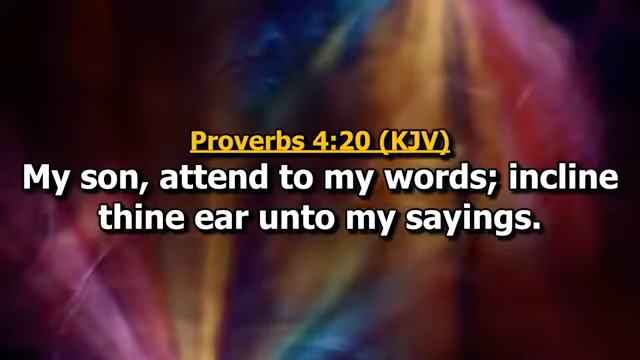 Proverbs 4:20 (KJV)
My son, attend to my words; incline
thine ear unto my sayings.